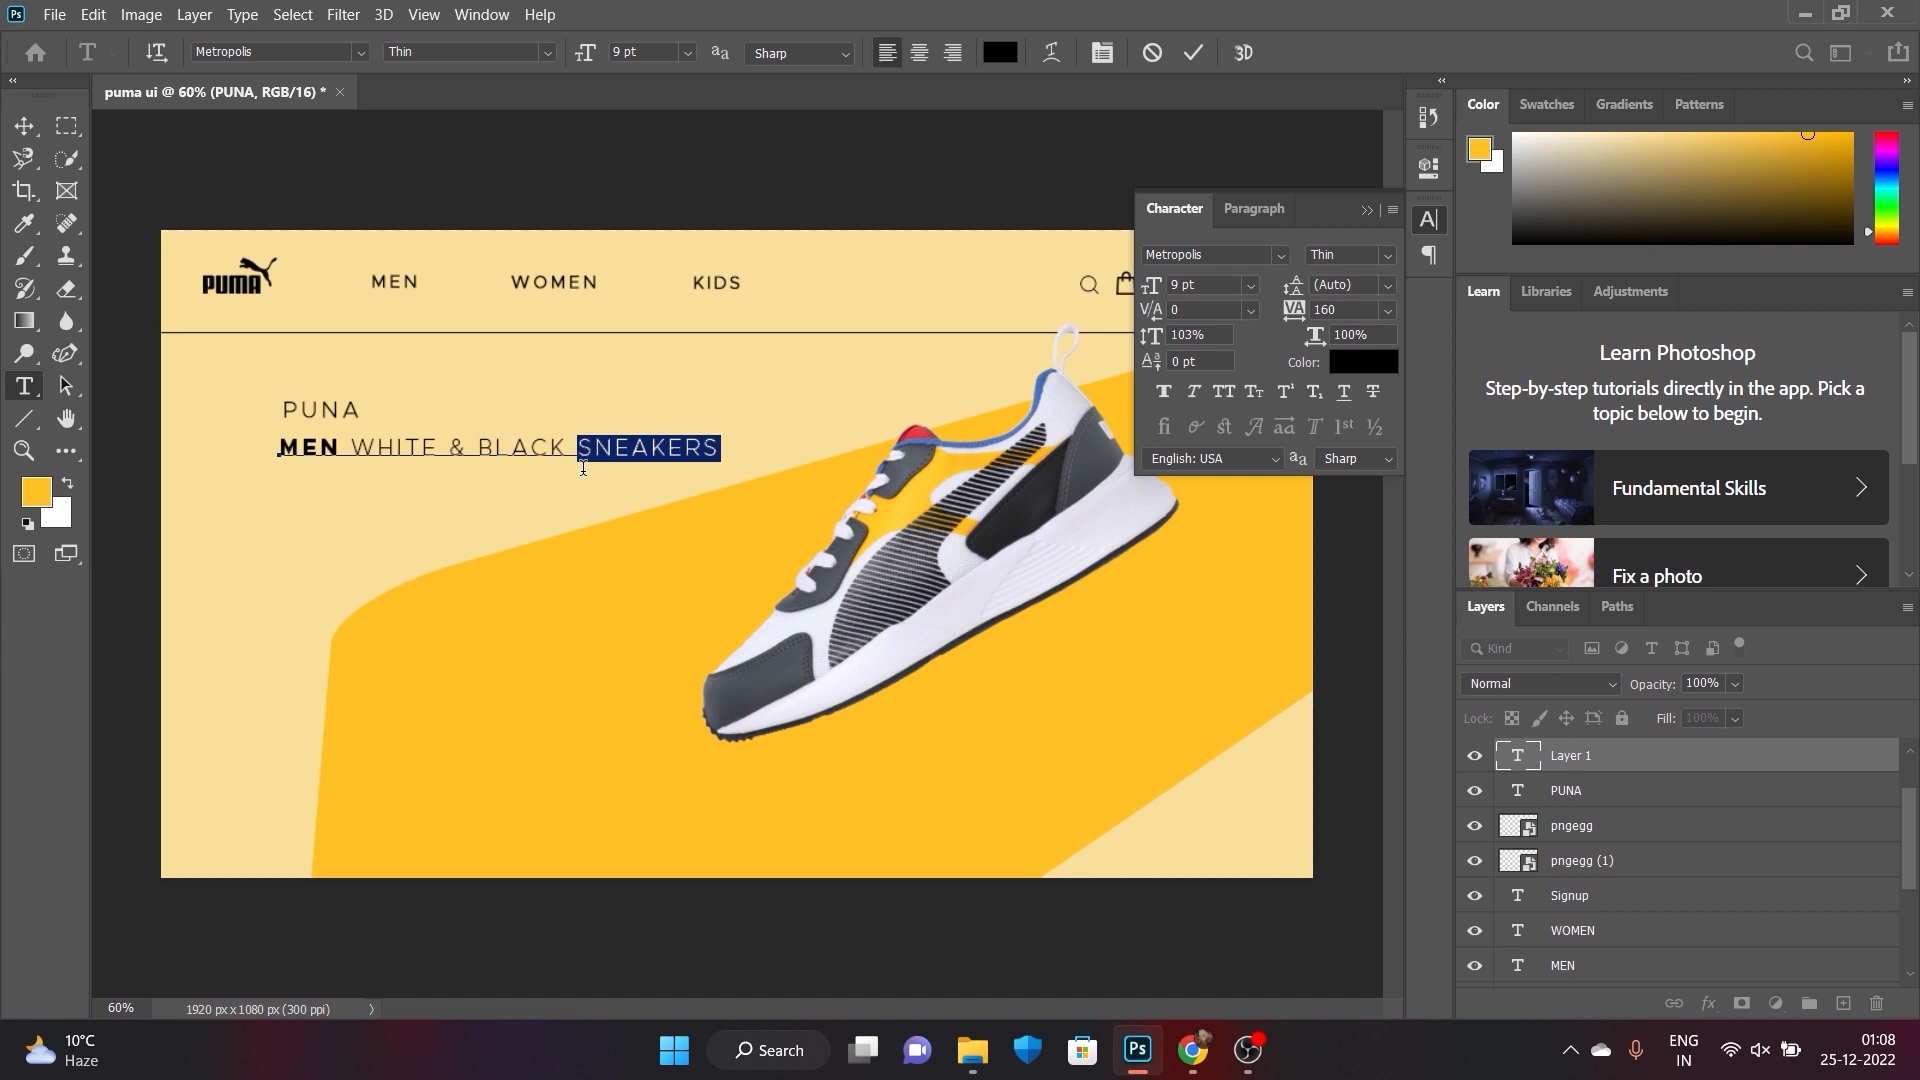 Ps File Edit Image Layer Type Select Filter 3D View Window Help
Metropolis Thin 9 pt Sharp 3D
puma ui @ 60% (PUNA, RGB/16) *
Color Swatches Gradients Patterns
Character Paragraph
Metropolis Thin
9 pt (Auto)
0 160
103% 100%
0 pt Color:
English: USA Sharp
PUMA MEN WOMEN KIDS
PUNA
MEN WHITE & BLACK SNEAKERS
Learn Libraries Adjustments
Learn Photoshop
Step-by-step tutorials directly in the app. Pick a
topic below to begin.
Fundamental Skills
Fix a photo
Layers Channels Paths
Kind
Normal Opacity: 100%
Lock: Fill: 100%
Layer 1
PUNA
pngegg
pngegg (1)
Signup
WOMEN
MEN
60% 1920 px x 1080 px (300 ppi)
10°C
Haze
Search
Ps
ENG
IN
01:08
25-12-2022